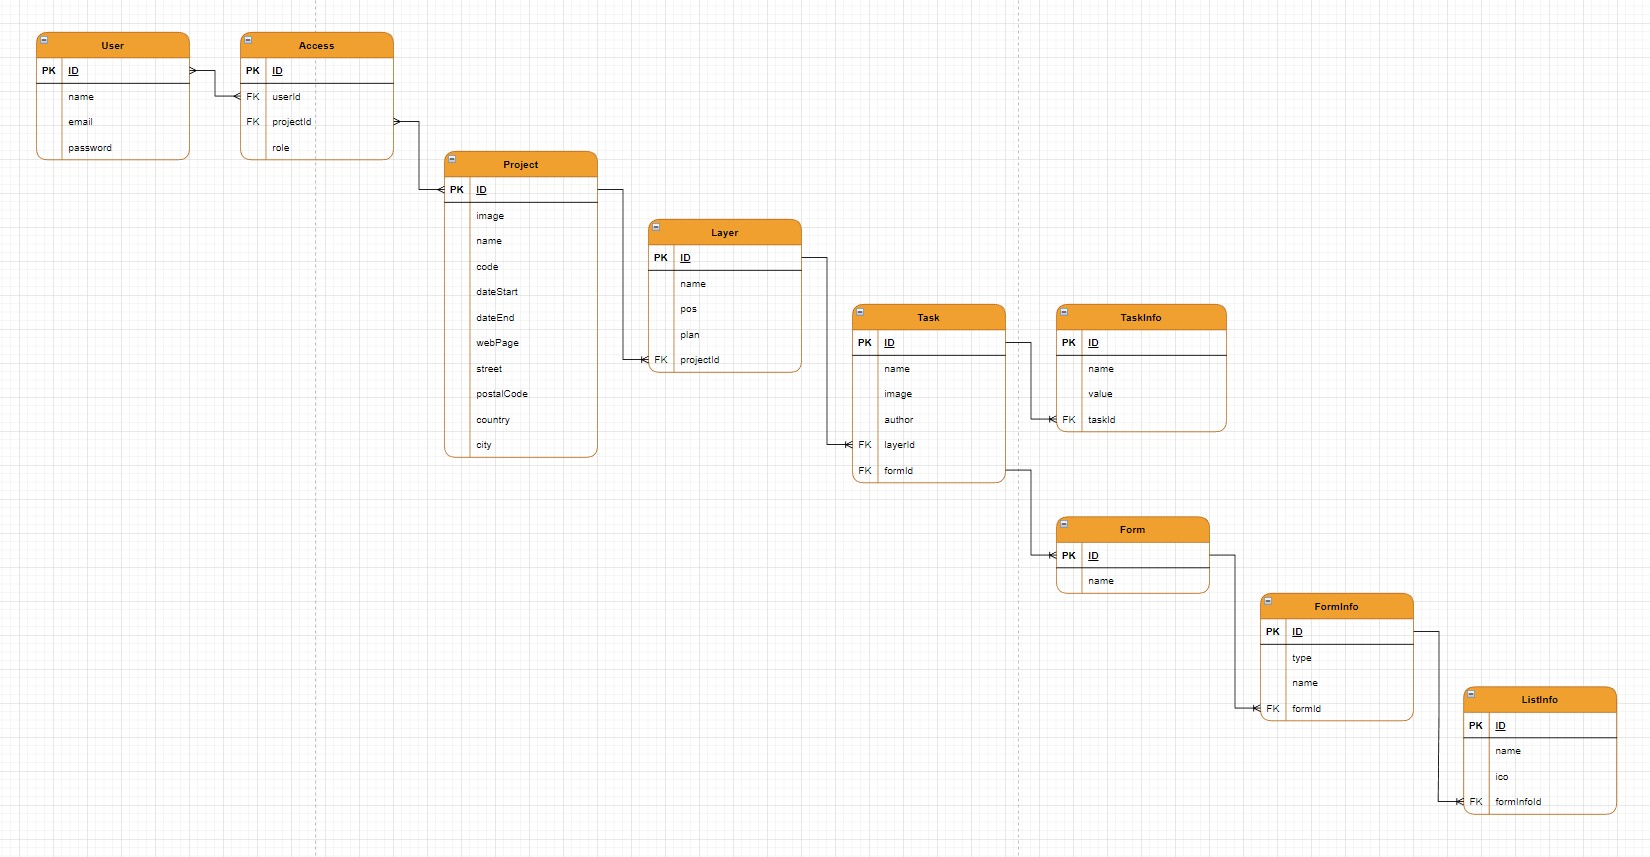 User
PK ID
name
email
password
Access
PK ID
FK userId
FK projectId
role
Project
PK ID
image
name
code
dateStart
dateEnd
webPage
street
postalCode
country
city
Layer
PK ID
name
pos
plan
FK projectId
Task
PK ID
name
image
author
FK layerId
FK formId
TaskInfo
PK ID
name
value
FK taskId
Form
PK ID
name
FormInfo
PK ID
type
name
FK formId
ListInfo
PK ID
name
ico
FK formInfoId